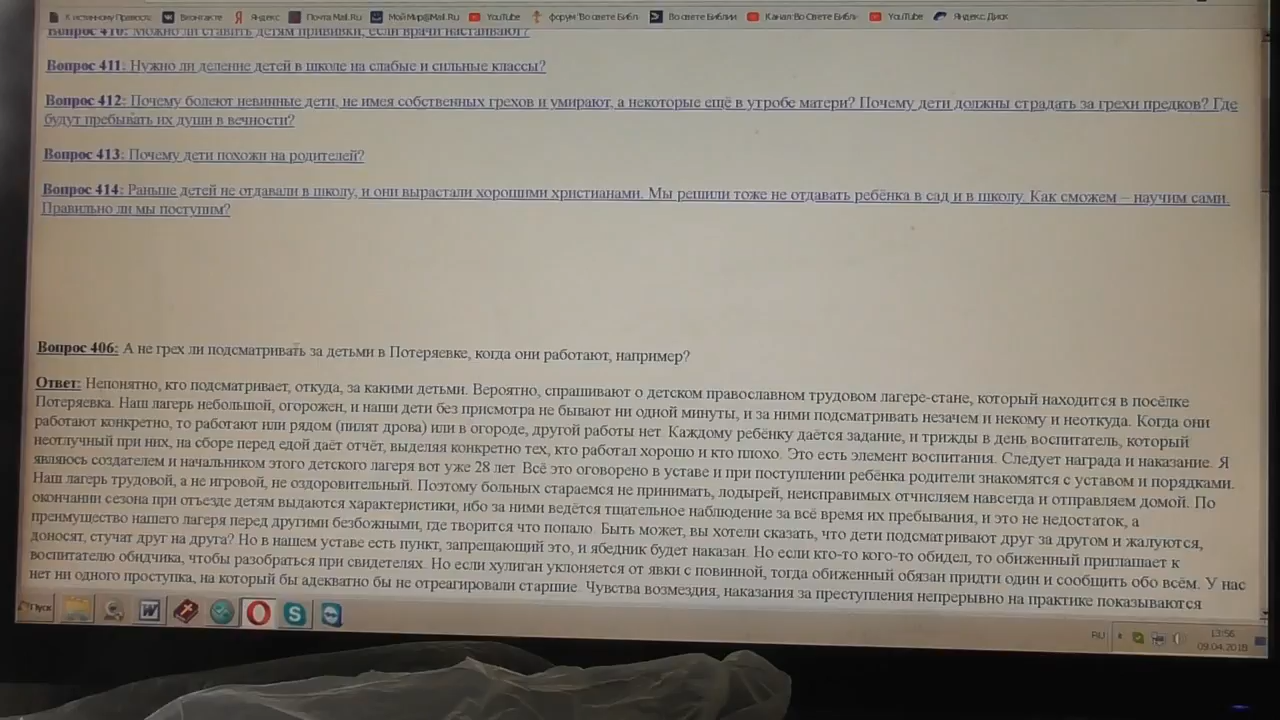 К истинному Православ
Вконтакте
Яндекс
Почта Mail.Ru
Мой Мир@Mail.Ru
YouTube
форум "Во свете Библ
Во свете Библии
Канал: Во Свете Библ
YouTube
Яндекс.Диск
Вопрос 410: Можно ли ставить детям прививки, если врачи настаивают?
Вопрос 411: Нужно ли деление детей в школе на слабые и сильные классы?
Вопрос 412: Почему болеют невинные дети, не имея собственных грехов и умирают, а некоторые ещё в утробе матери? Почему дети должны страдать за грехи предков? Где
будут пребывать их души в вечности?
Вопрос 413: Почему дети похожи на родителей?
Вопрос 414: Раньше детей не отдавали в школу, и они вырастали хорошими христианами. Мы решили тоже не отдавать ребёнка в сад и в школу. Как сможем – научим сами.
Правильно ли мы поступим?
Вопрос 406: А не грех ли подсматривать за детьми в Потеряевке, когда они работают, например?
Ответ: Непонятно, кто подсматривает, откуда, за какими детьми. Вероятно, спрашивают о детском православном трудовом лагере-стане, который находится в посёлке
Потеряевка. Наш лагерь небольшой, огорожен, и наши дети без присмотра не бывают ни одной минуты, и за ними подсматривать незачем и некому и неоткуда. Когда они
работают конкретно, то работают или рядом (пилят дрова) или в огороде, другой работы нет. Каждому ребёнку даётся задание, и трижды в день воспитатель, который
неотлучный при них, на сборе перед едой даёт отчёт, выделяя конкретно тех, кто работал хорошо и кто плохо. Это есть элемент воспитания. Следует награда и наказание. Я
являюсь создателем и начальником этого детского лагеря вот уже 28 лет. Всё это оговорено в уставе и при поступлении ребёнка родители знакомятся с уставом и порядками.
Наш лагерь трудовой, а не игровой, не оздоровительный. Поэтому больных стараемся не принимать, лодырей, неисправимых отчисляем навсегда и отправляем домой. По
окончании сезона при отъезде детям выдаются характеристики, ибо за ними ведётся тщательное наблюдение за всё время их пребывания, и это не недостаток, а
преимущество нашего лагеря перед другими безбожными, где творится что попало. Быть может, вы хотели сказать, что дети подсматривают друг за другом и жалуются,
доносят, стучат друг на друга? Но в нашем уставе есть пункт, запрещающий это, и ябедник будет наказан. Но если кто-то кого-то обидел, то обиженный приглашает к
воспитателю обидчика, чтобы разобраться при свидетелях. Но если хулиган уклоняется от явки с повинной, тогда обиженный обязан придти один и сообщить обо всём. У нас
нет ни одного проступка, на который бы адекватно бы не отреагировали старшие. Чувства возмездия, наказания за преступления непрерывно на практике показываются
Пуск
RU
13:56
09.04.2018